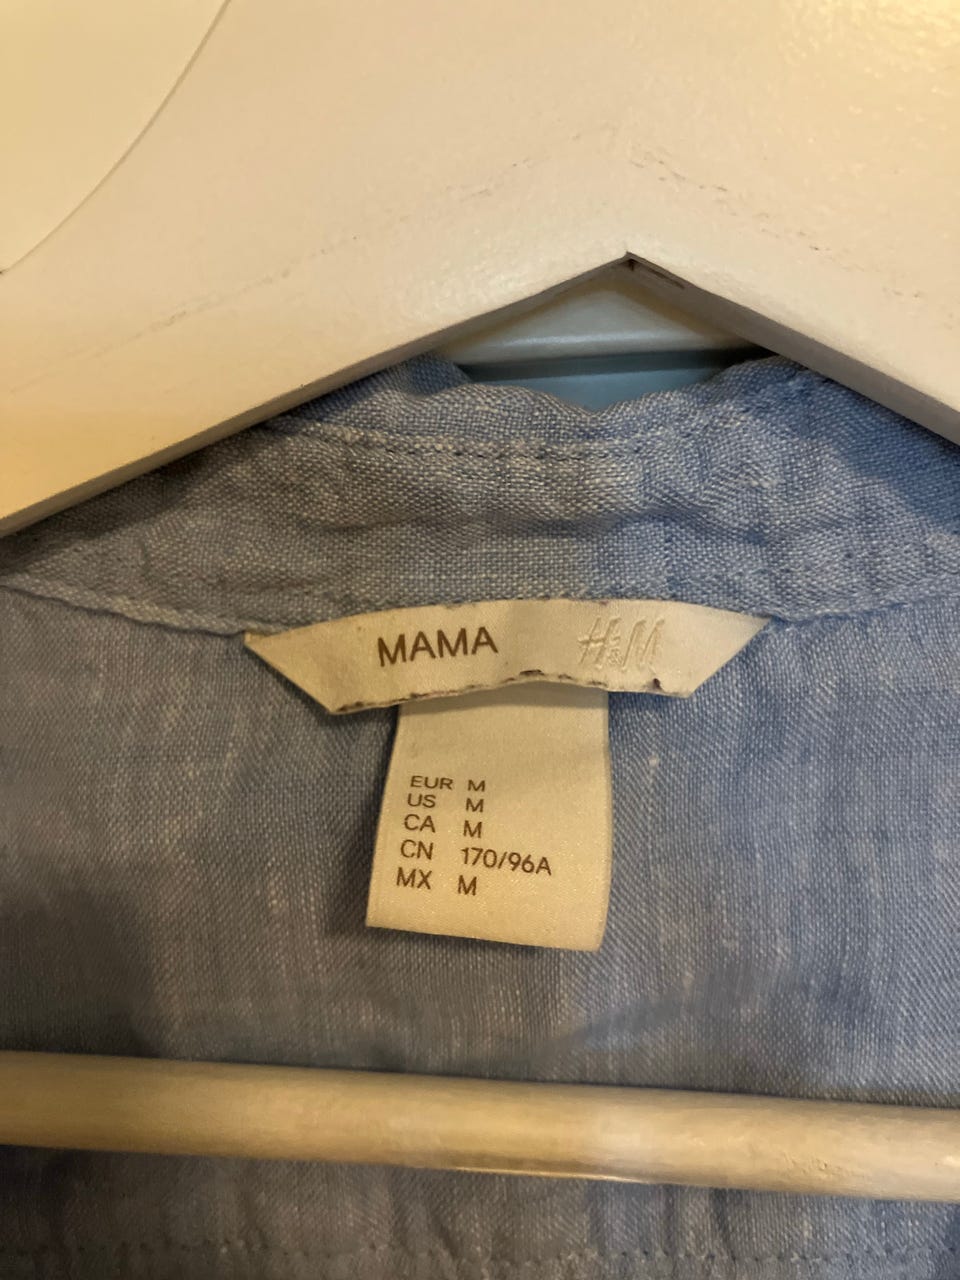 MAMA H&M
EUR M
US M
CA M
CN 170/96A
MX M